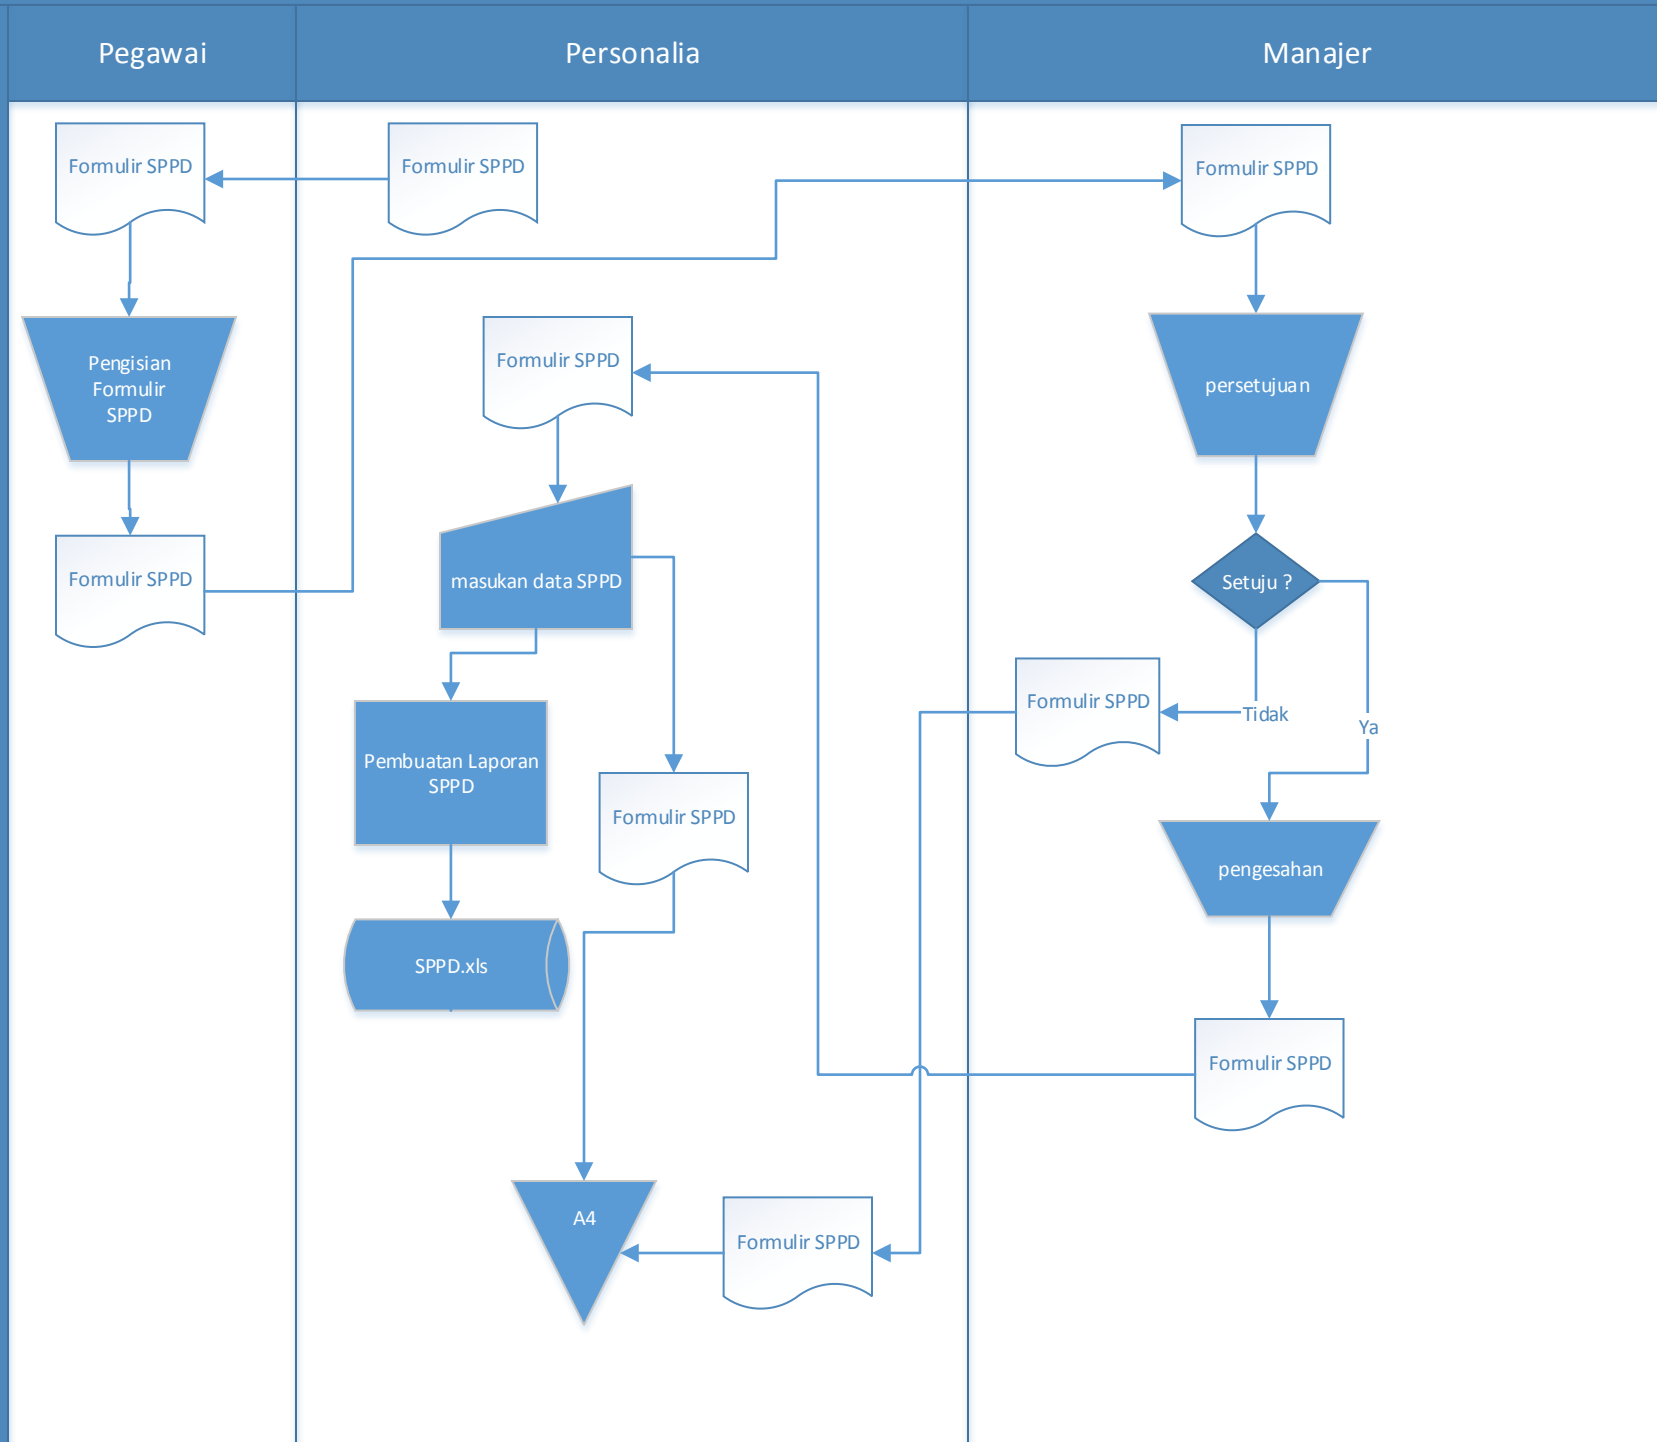 Pegawai
Personalia
Manajer
Formulir SPPD
Formulir SPPD
Formulir SPPD
Pengisian
Formulir
SPPD
Formulir SPPD
persetujuan
Formulir SPPD
masukan data SPPD
Setuju ?
Formulir SPPD
Tidak
Ya
Pembuatan Laporan
SPPD
Formulir SPPD
pengesahan
SPPD.xls
Formulir SPPD
A4
Formulir SPPD